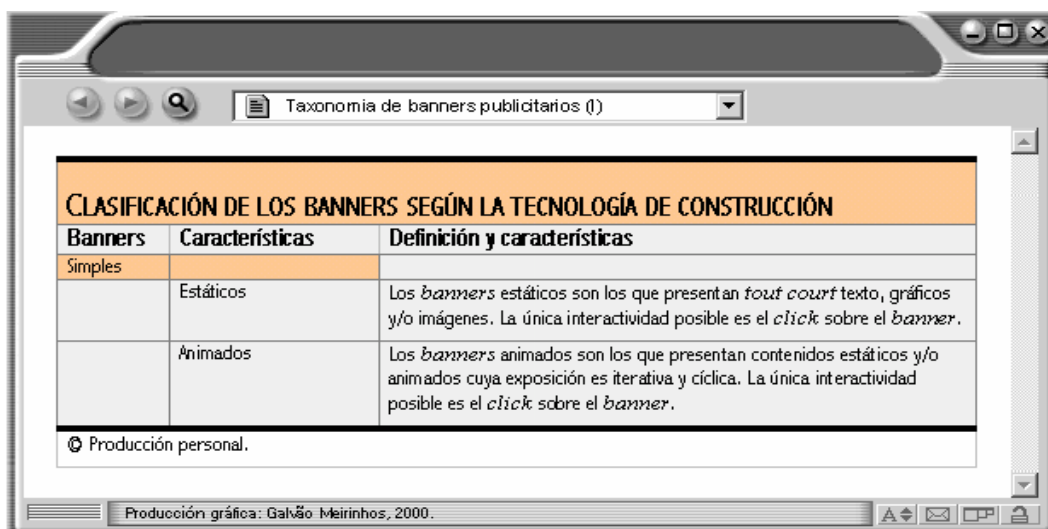 Taxonomia de banners publicitarios (I)
CLASIFICACIÓN DE LOS BANNERS SEGÚN LA TECNOLOGÍA DE CONSTRUCCIÓN
Banners Características Definición y características
Simples
Estáticos Los banners estáticos son los que presentan tout court texto, gráficos
y/o imágenes. La única interactividad posible es el click sobre el banner.
Animados Los banners animados son los que presentan contenidos estáticos y/o
animados cuya exposición es iterativa y cíclica. La única interactividad
posible es el click sobre el banner.
© Producción personal.
Producción gráfica: Galvão Meirinhos, 2000.
A